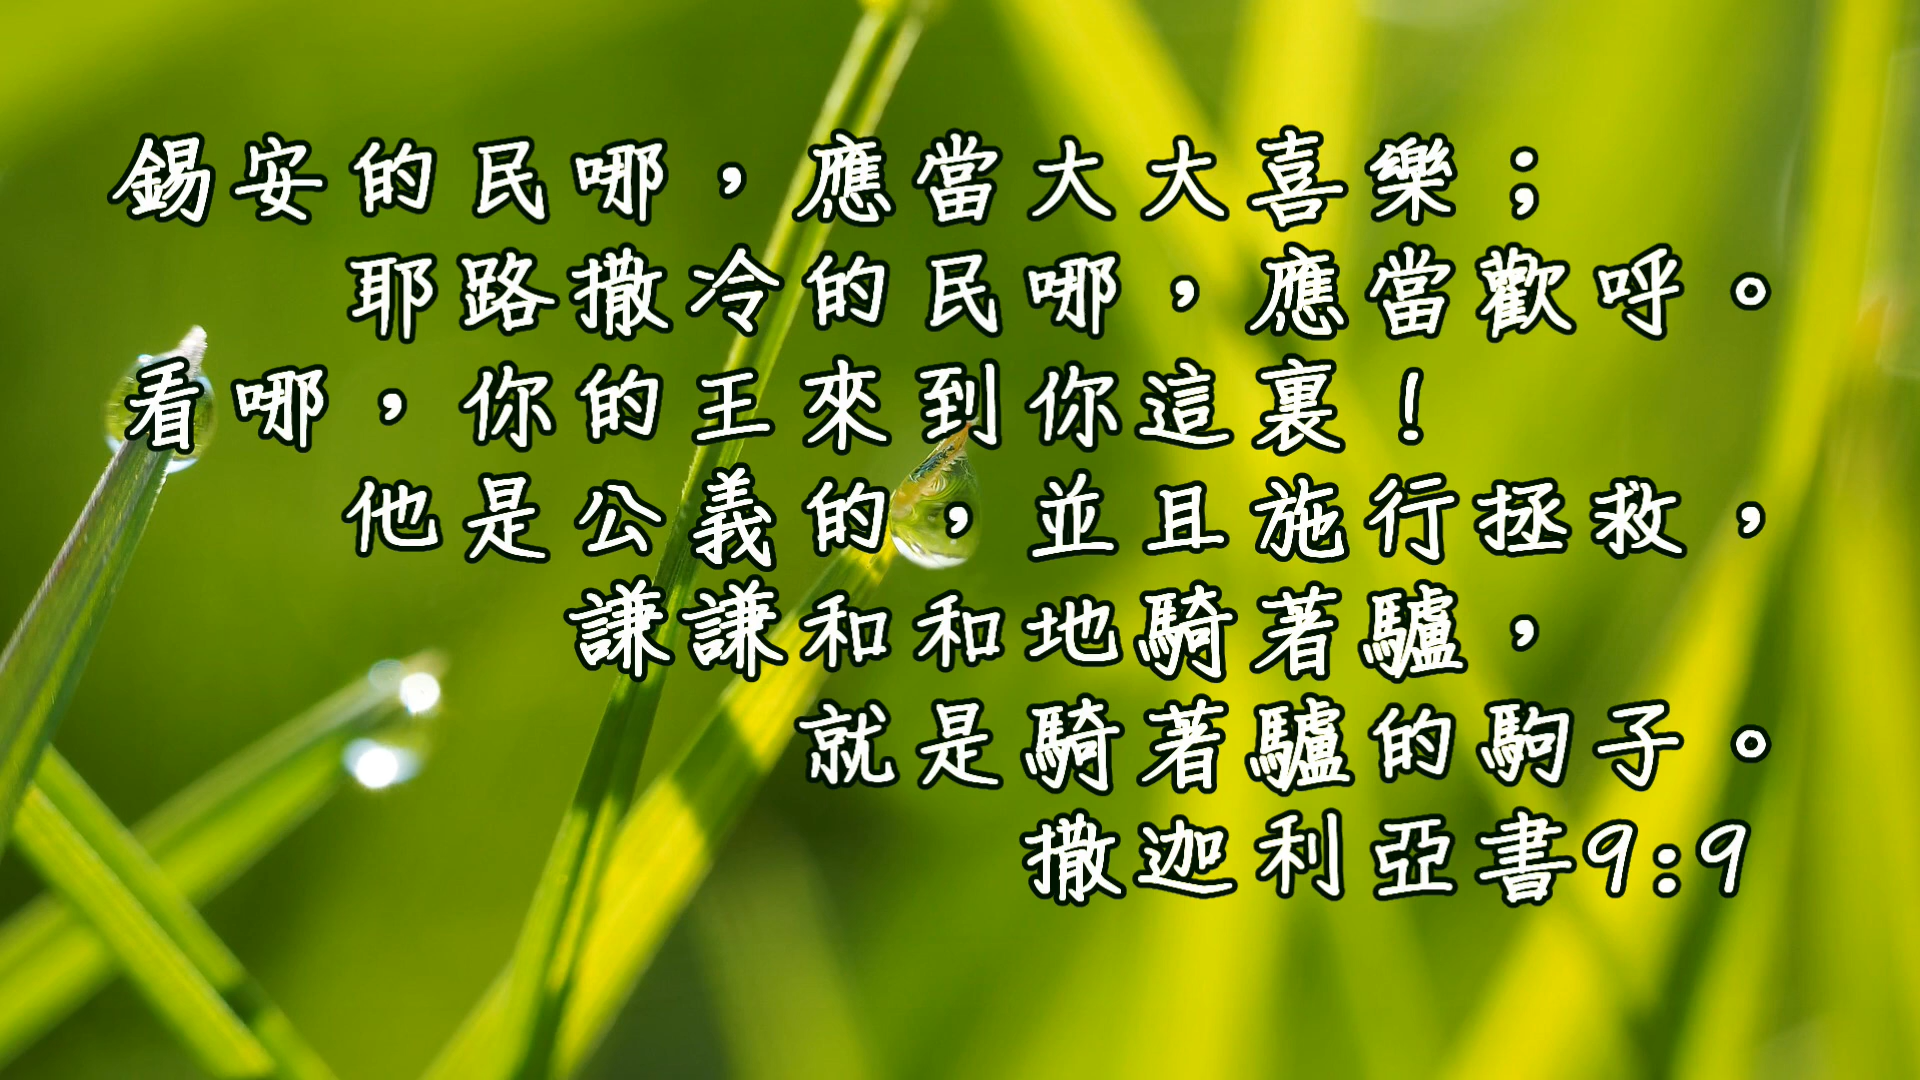 錫安的民哪，應當大大喜樂；
耶路撒冷的民哪，應當歡呼。
看哪，你的王來到你這裏！
他是公義的，並且施行拯救，
謙謙和和地騎著驢，
就是騎著驢的駒子。
撒迦利亞書9:9